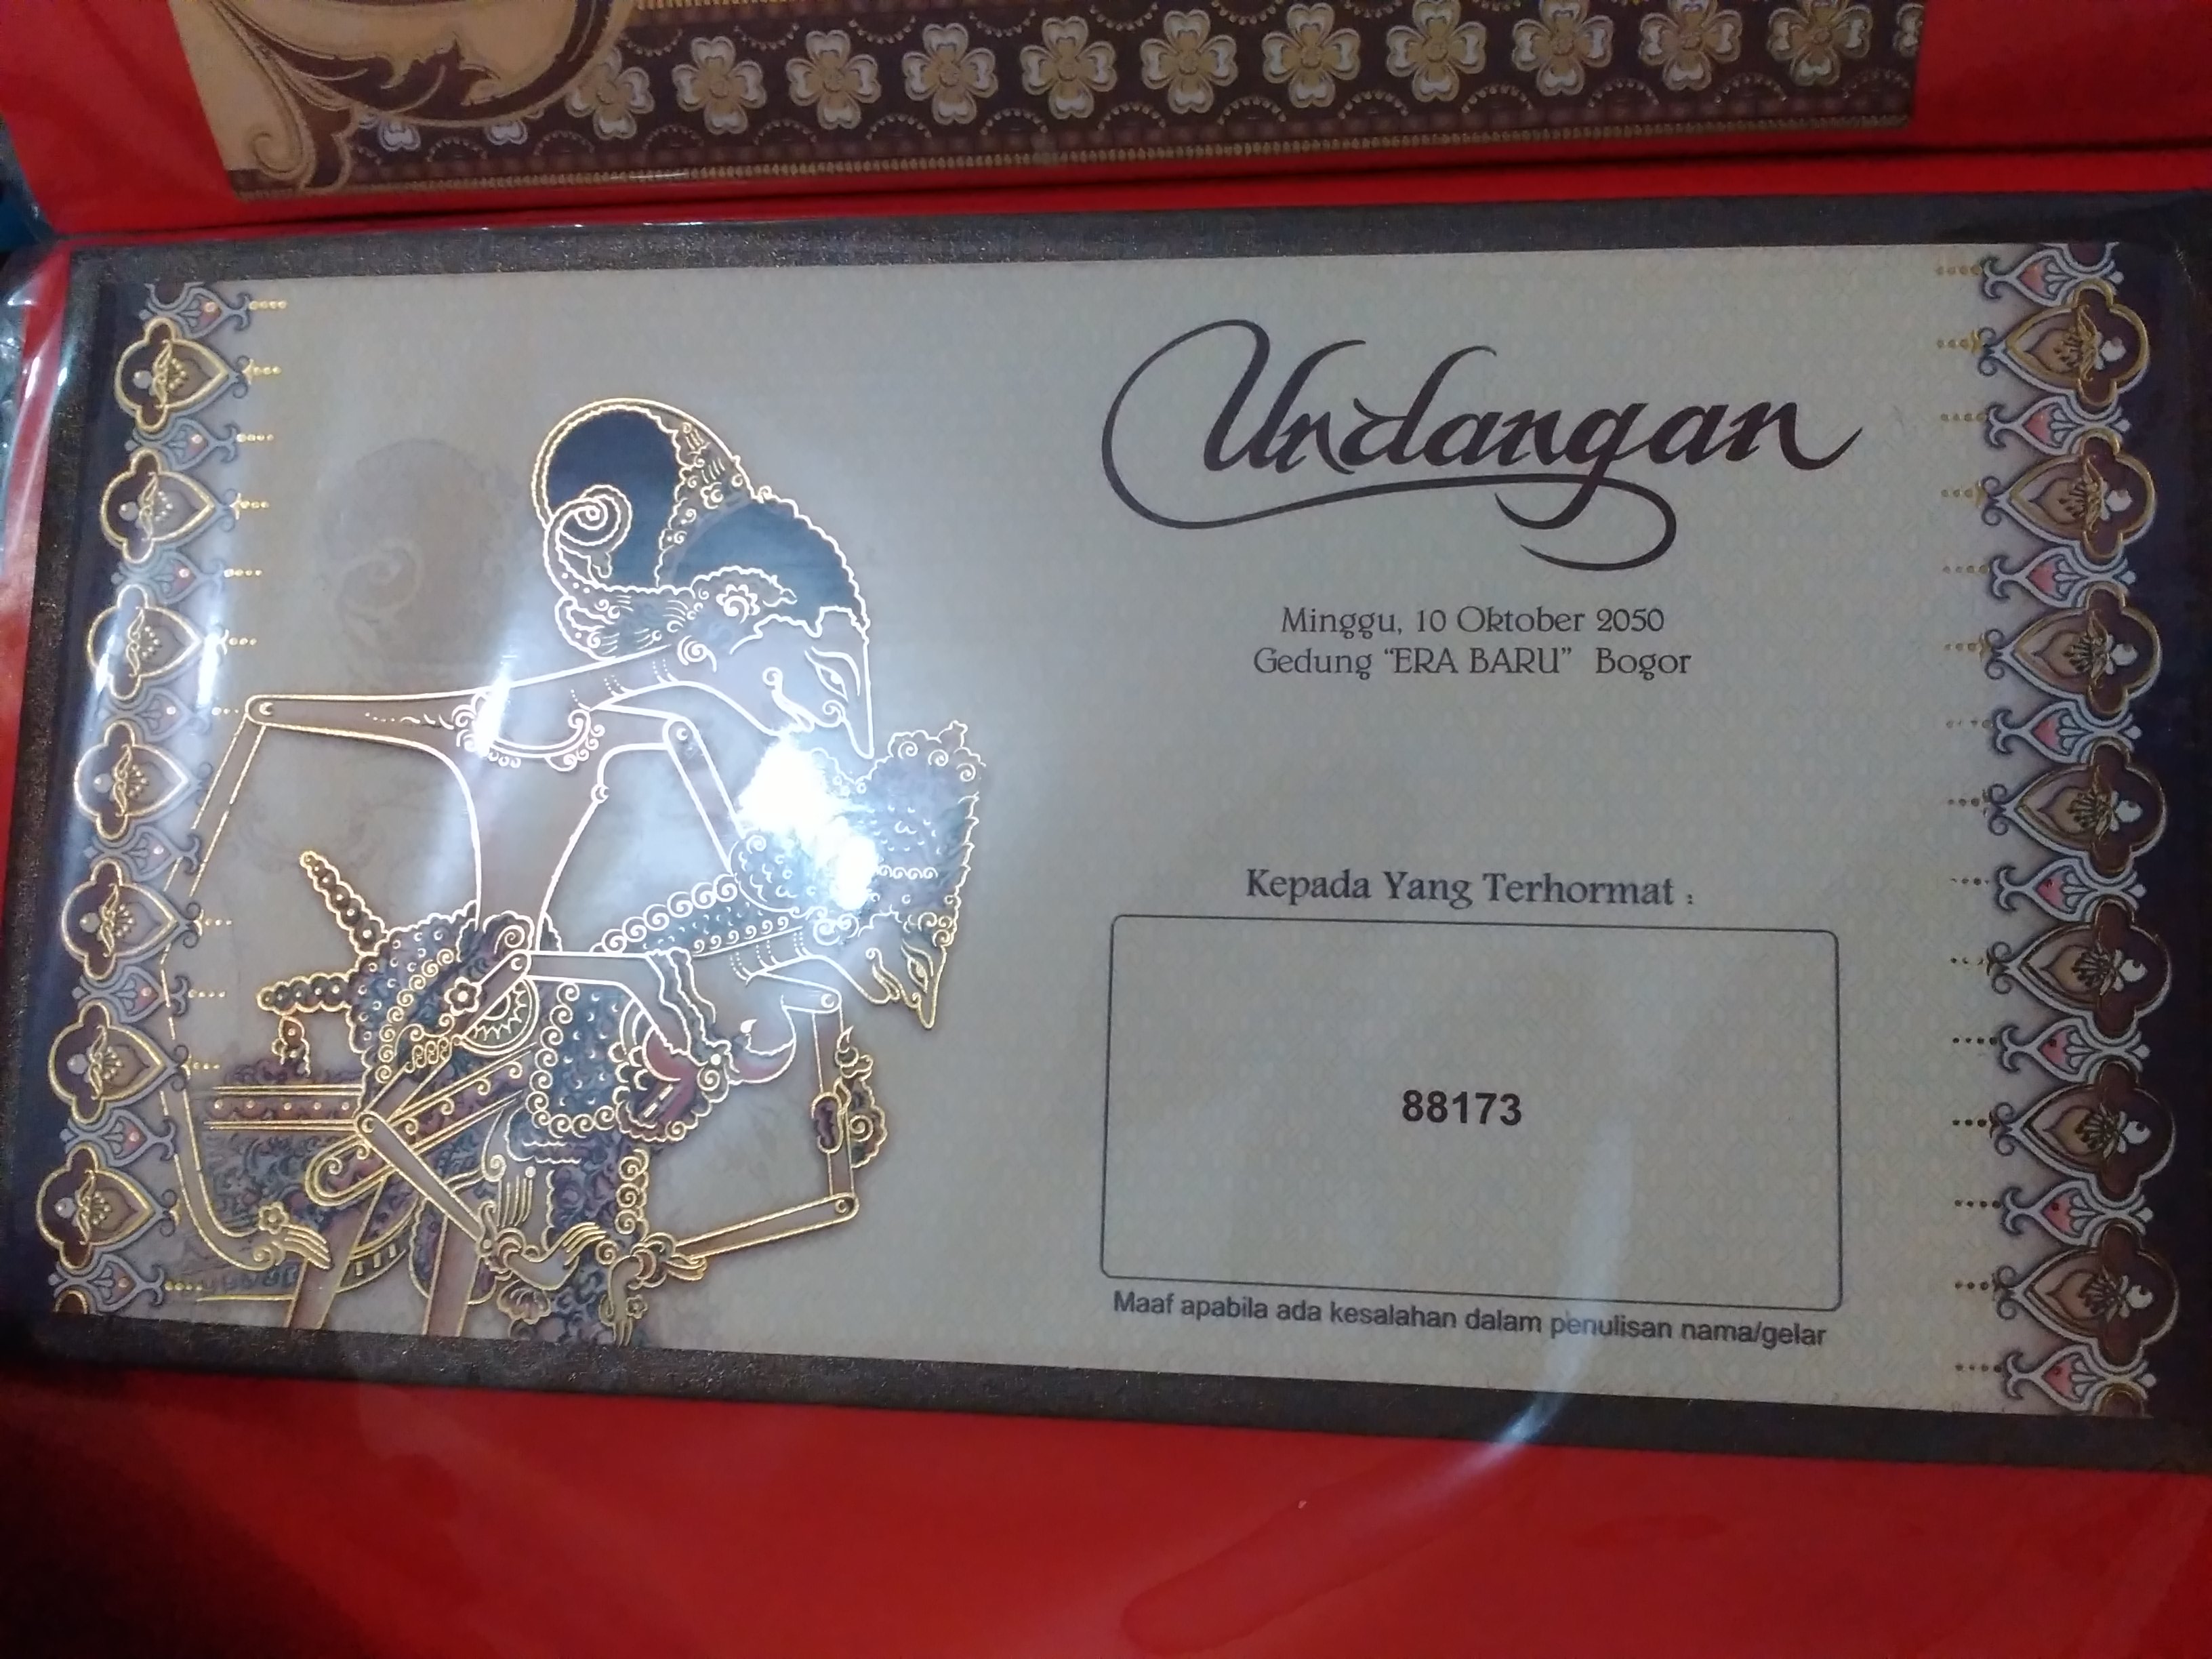 Undangan
Minggu, 10 Oktober 2050
Gedung “ERA BARU” Bogor
Kepada Yang Terhormat :
88173
Maaf apabila ada kesalahan dalam penulisan nama/gelar